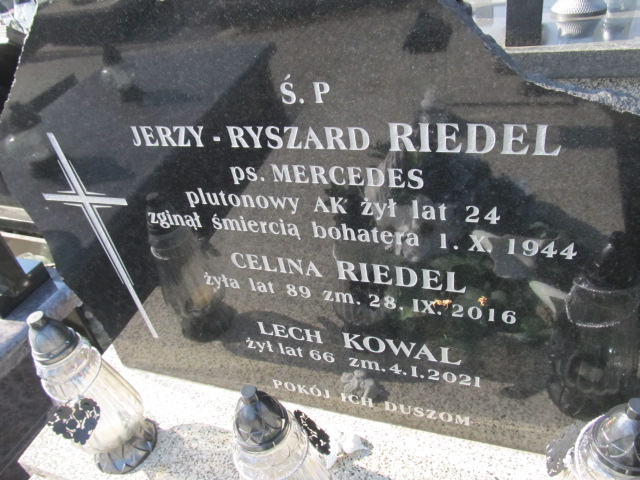 Ś. P
JERZY - RYSZARD RIEDEL
ps. MERCEDES
plutonowy AK żył lat 24
zginął śmiercią bohatera 1. X. 1944
CELINA RIEDEL
żyła lat 89 zm. 28. IX. 2016
LECH KOWAL
żył lat 66 zm. 4. I. 2021
POKÓJ ICH DUSZOM